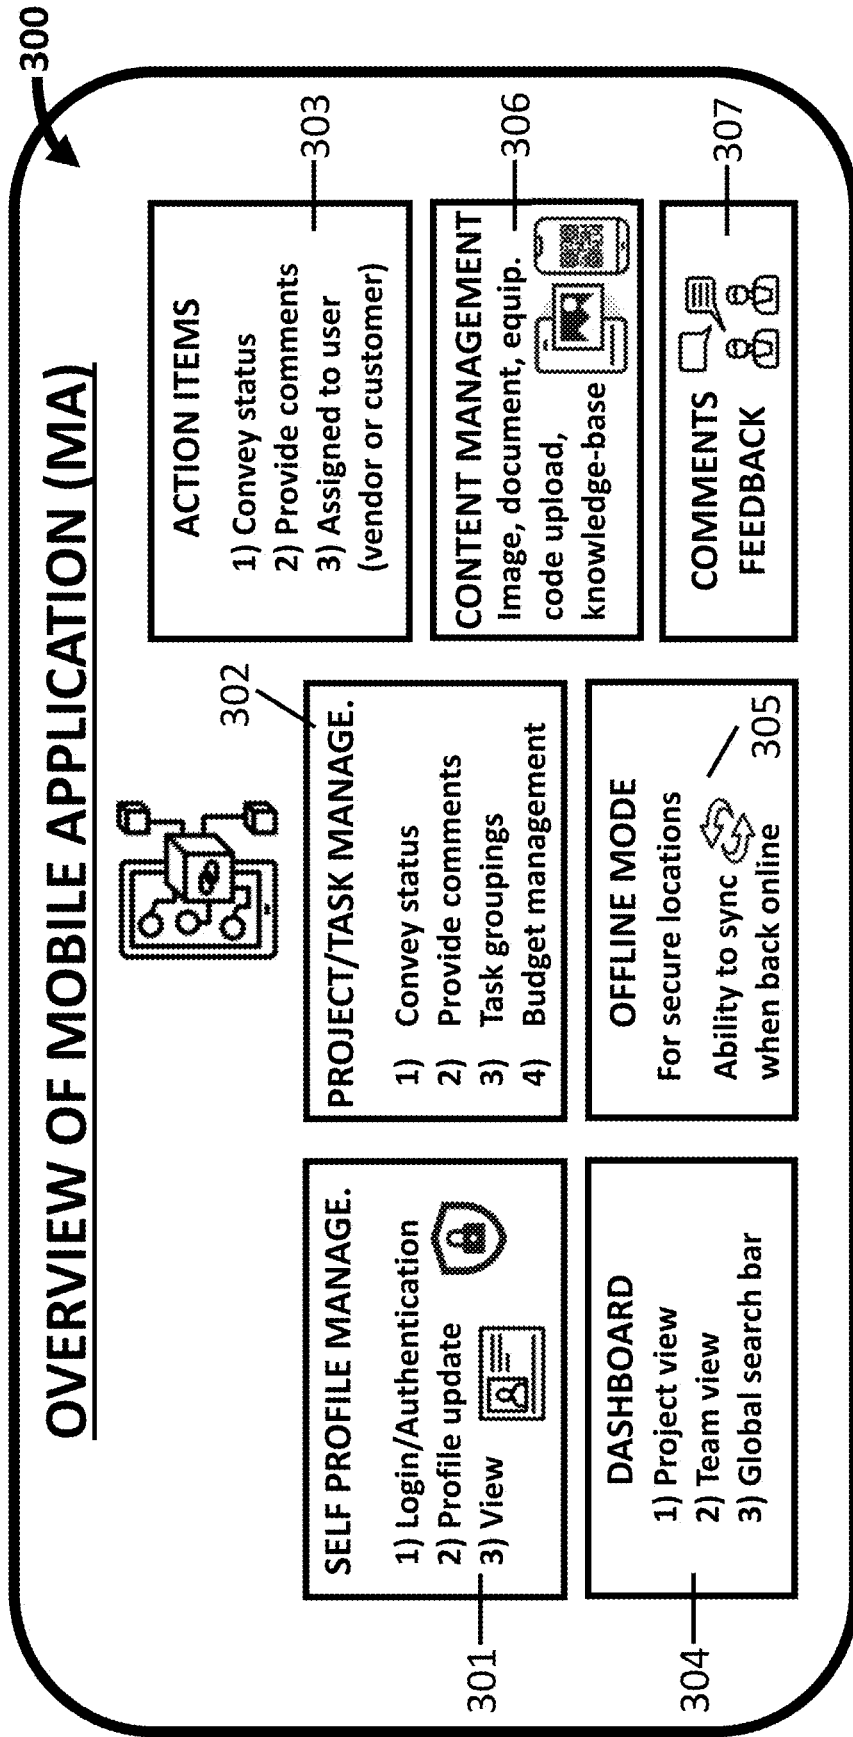 300
OVERVIEW OF MOBILE APPLICATION (MA)
301
SELF PROFILE MANAGE.
1) Login/Authentication
2) Profile update
3) View
302
PROJECT/TASK MANAGE.
1) Convey status
2) Provide comments
3) Task groupings
4) Budget management
303
ACTION ITEMS
1) Convey status
2) Provide comments
3) Assigned to user
(vendor or customer)
304
DASHBOARD
1) Project view
2) Team view
3) Global search bar
305
OFFLINE MODE
For secure locations
Ability to sync
when back online
306
CONTENT MANAGEMENT
Image, document, equip.
code upload,
knowledge-base
307
COMMENTS
FEEDBACK